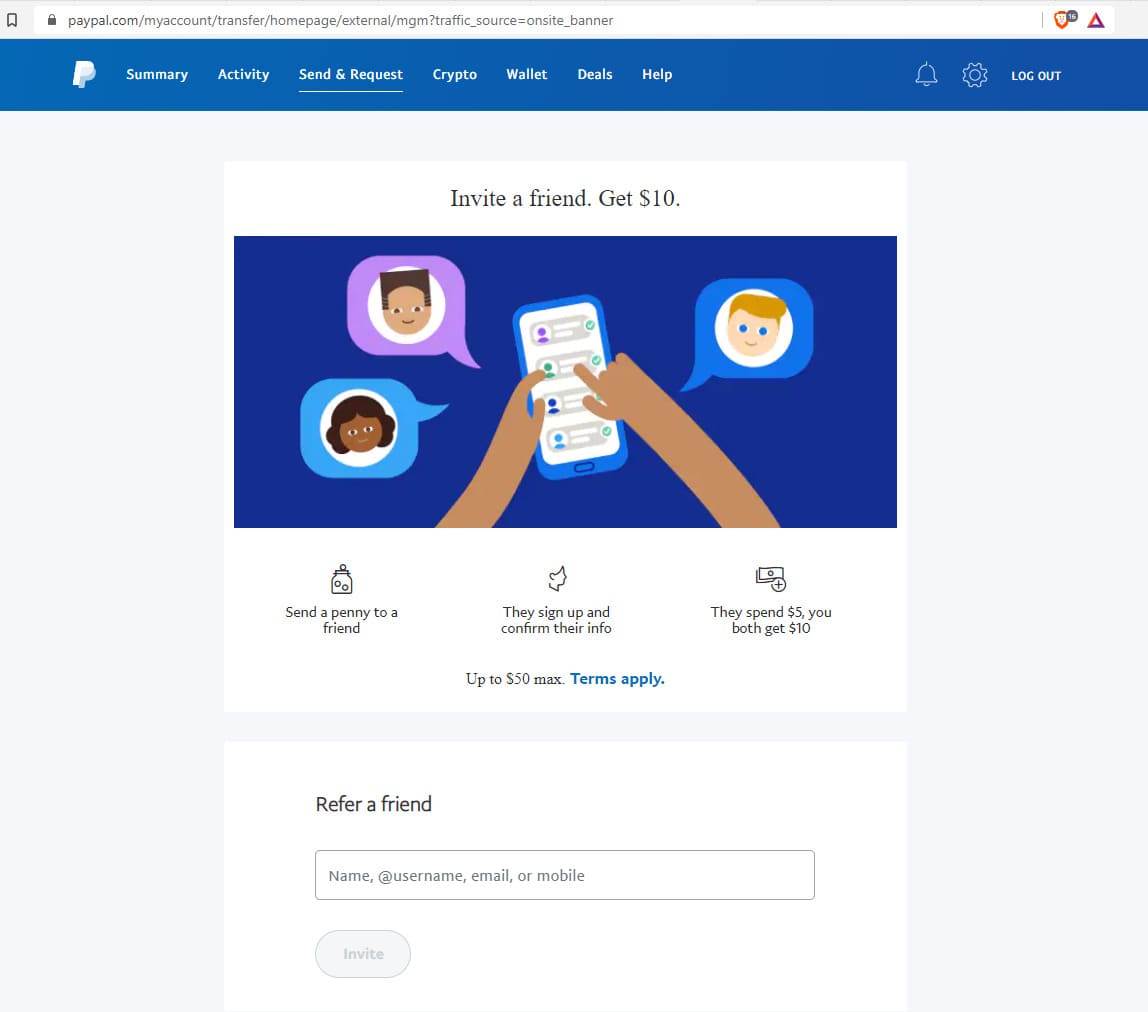 paypal.com/myaccount/transfer/homepage/external/mgm?traffic_source=onsite_banner
16
Summary Activity Send & Request Crypto Wallet Deals Help LOG OUT
Invite a friend. Get $10.
Send a penny to a
friend
They sign up and
confirm their info
They spend $5, you
both get $10
Up to $50 max. Terms apply.
Refer a friend
Name, @username, email, or mobile
Invite